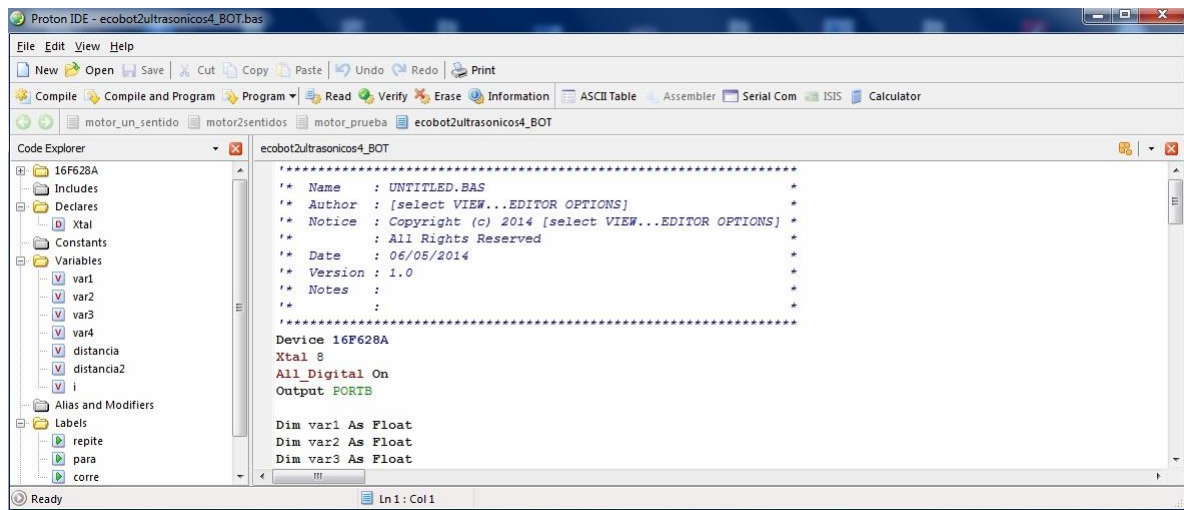 Proton IDE - ecobot2ultrasonicos4_BOT.bas
File Edit View Help
New Open Save Cut Copy Paste Undo Redo Print
Compile Compile and Program Program Read Verify Erase Information ASCII Table Assembler Serial Com ISIS Calculator
motor_un_sentido motor2sentidos motor_prueba ecobot2ultrasonicos4_BOT
Code Explorer
16F628A
Includes
Declares
D Xtal
Constants
Variables
V var1
V var2
V var3
V var4
V distancia
V distancia2
V i
Alias and Modifiers
Labels
repite
para
corre
ecobot2ultrasonicos4_BOT
'****************************************************************
'* Name : UNTITLED.BAS *
'* Author : [select VIEW...EDITOR OPTIONS] *
'* Notice : Copyright (c) 2014 [select VIEW...EDITOR OPTIONS] *
'* : All Rights Reserved *
'* Date : 06/05/2014 *
'* Version : 1.0 *
'* Notes : *
'* : *
'****************************************************************
Device 16F628A
Xtal 8
All_Digital On
Output PORTB
Dim var1 As Float
Dim var2 As Float
Dim var3 As Float
Ready
Ln 1 : Col 1